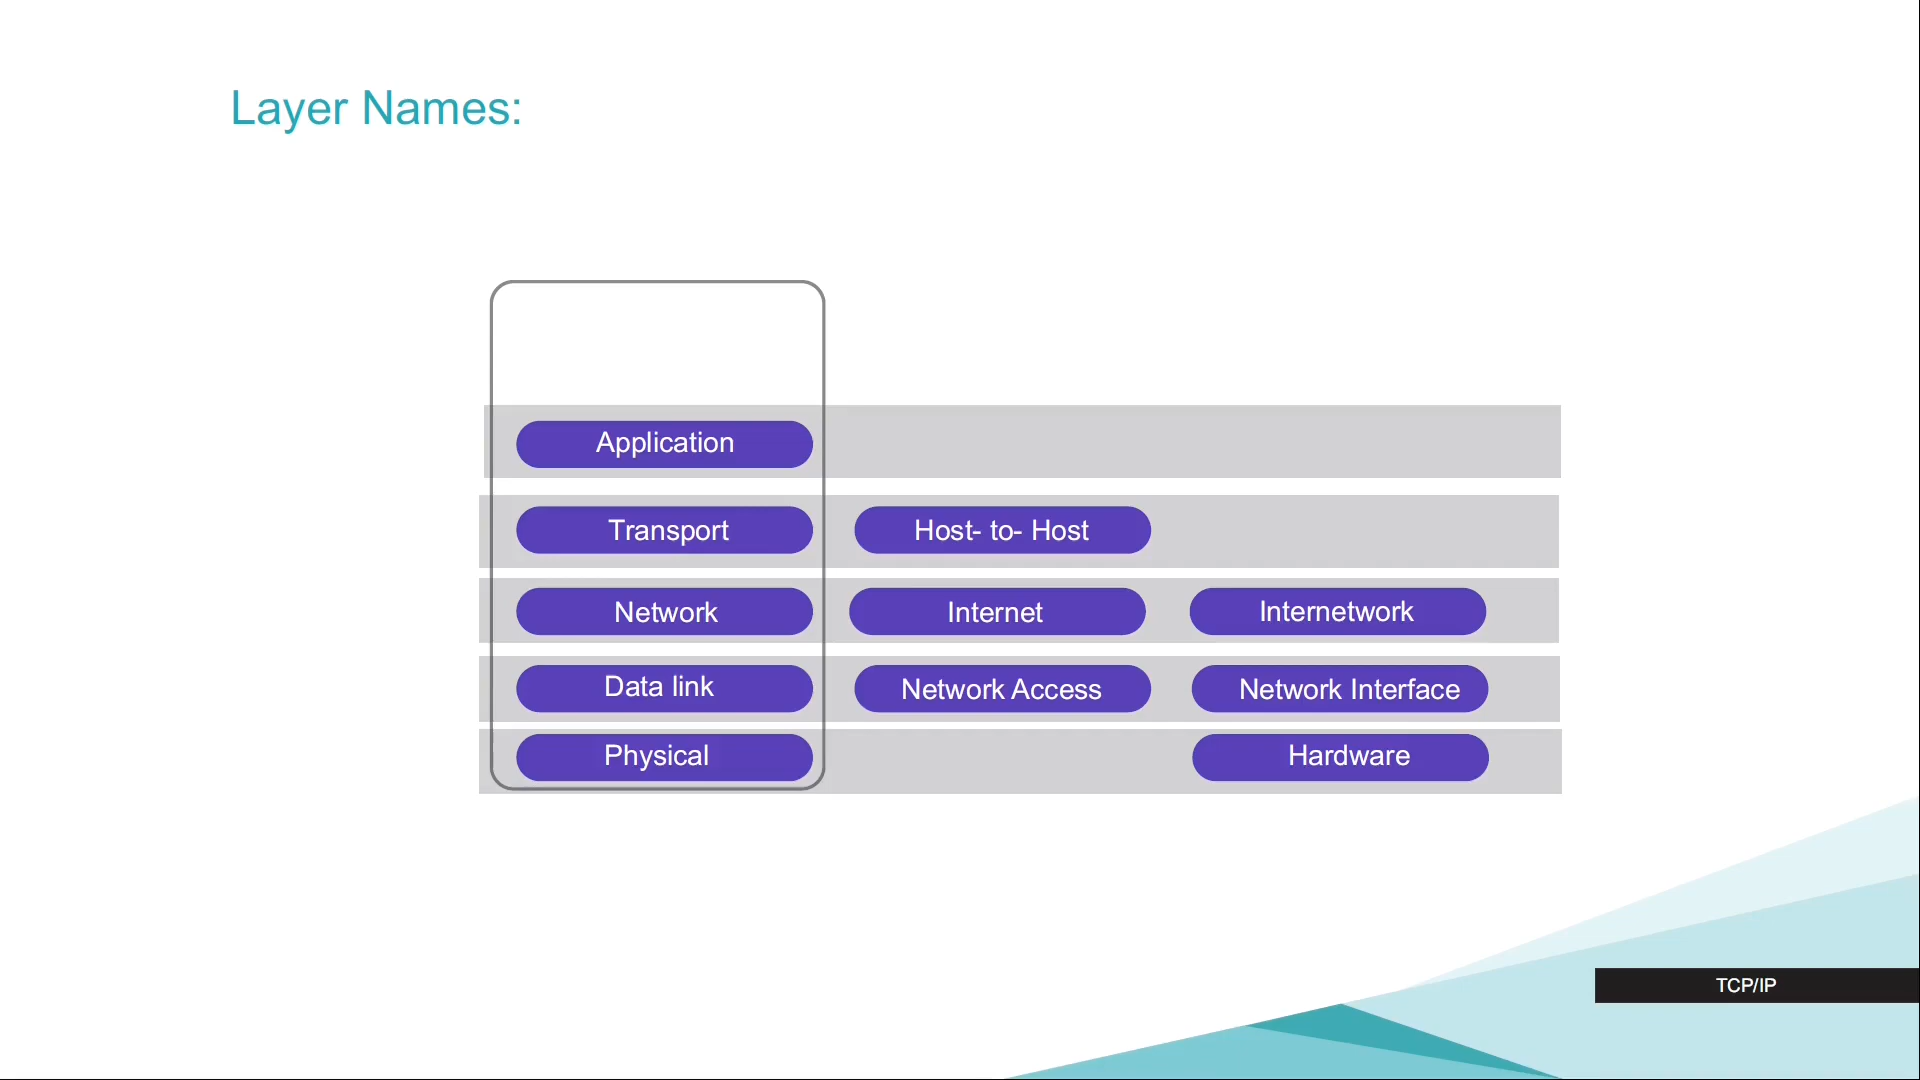 Layer Names:
Application
Transport
Host- to- Host
Network
Internet
Internetwork
Data link
Network Access
Network Interface
Physical
Hardware
TCP/IP